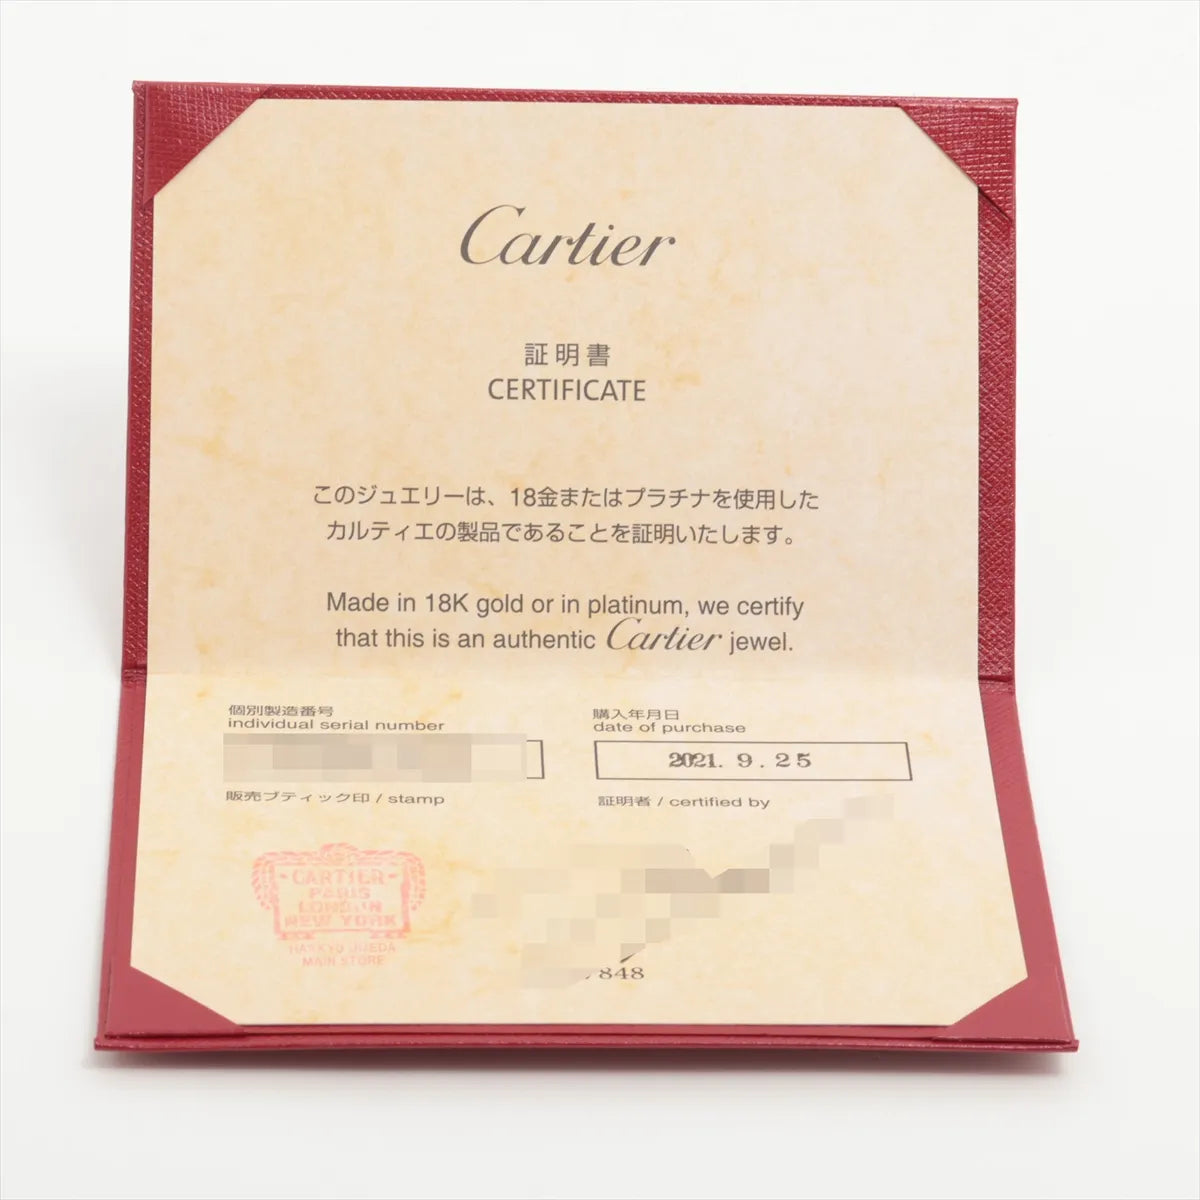 Cartier
証明書
CERTIFICATE
このジュエリーは、18金またはプラチナを使用した
カルティエの製品であることを証明いたします。
Made in 18K gold or in platinum, we certify
that this is an authentic Cartier jewel.
個別製造番号
individual serial number
購入年月日
date of purchase
2021. 9.25
販売ブティック印 / stamp
証明者 / certified by
CARTIER
PARIS
LONDON
NEW YORK
HANKYU UMEDA
MAIN STORE
848